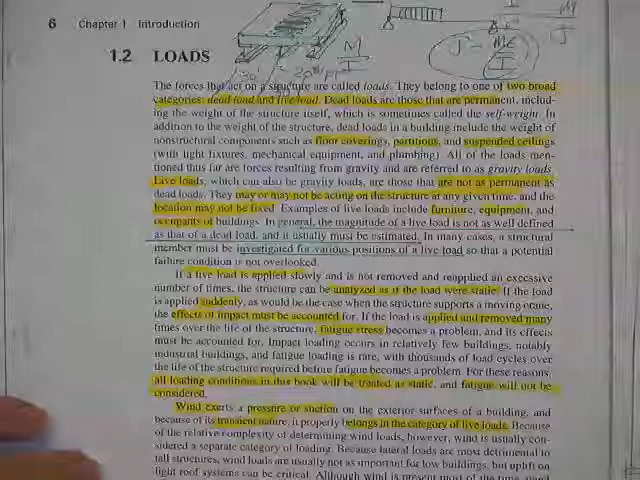 6 Chapter 1 Introduction
1.2 LOADS
The forces that act on a structure are called loads. They belong to one of two broad
categories: dead load and live load. Dead loads are those that are permanent, includ-
ing the weight of the structure itself, which is sometimes called the self-weight. In
addition to the weight of the structure, dead loads in a building include the weight of
nonstructural components such as floor coverings, partitions, and suspended ceilings
(with light fixtures, mechanical equipment, and plumbing). All of the loads men-
tioned thus far are forces resulting from gravity and are referred to as gravity loads.
Live loads, which can also be gravity loads, are those that are not as permanent as
dead loads. They may or may not be acting on the structure at any given time, and the
location may not be fixed. Examples of live loads include furniture, equipment, and
occupants of buildings. In general, the magnitude of a live load is not as well defined
as that of a dead load, and it usually must be estimated. In many cases, a structural
member must be investigated for various positions of a live load so that a potential
failure condition is not overlooked.
If a live load is applied slowly and is not removed and reapplied an excessive
number of times, the structure can be analyzed as if the load were static. If the load
is applied suddenly, as would be the case when the structure supports a moving crane,
the effects of impact must be accounted for. If the load is applied and removed many
times over the life of the structure, fatigue stress becomes a problem, and its effects
must be accounted for. Impact loading occurs in relatively few buildings, notably
industrial buildings, and fatigue loading is rare, with thousands of load cycles over
the life of the structure required before fatigue becomes a problem. For these reasons,
all loading conditions in this book will be treated as static, and fatigue will not be
considered.
Wind exerts a pressure or suction on the exterior surfaces of a building, and
because of its transient nature, it properly belongs in the category of live loads. Because
of the relative complexity of determining wind loads, however, wind is usually con-
sidered a separate category of loading. Because lateral loads are most detrimental to
tall structures, wind loads are usually not as important for low buildings, but uplift on
light roof systems can be critical. Although wind is present most of the time, wind